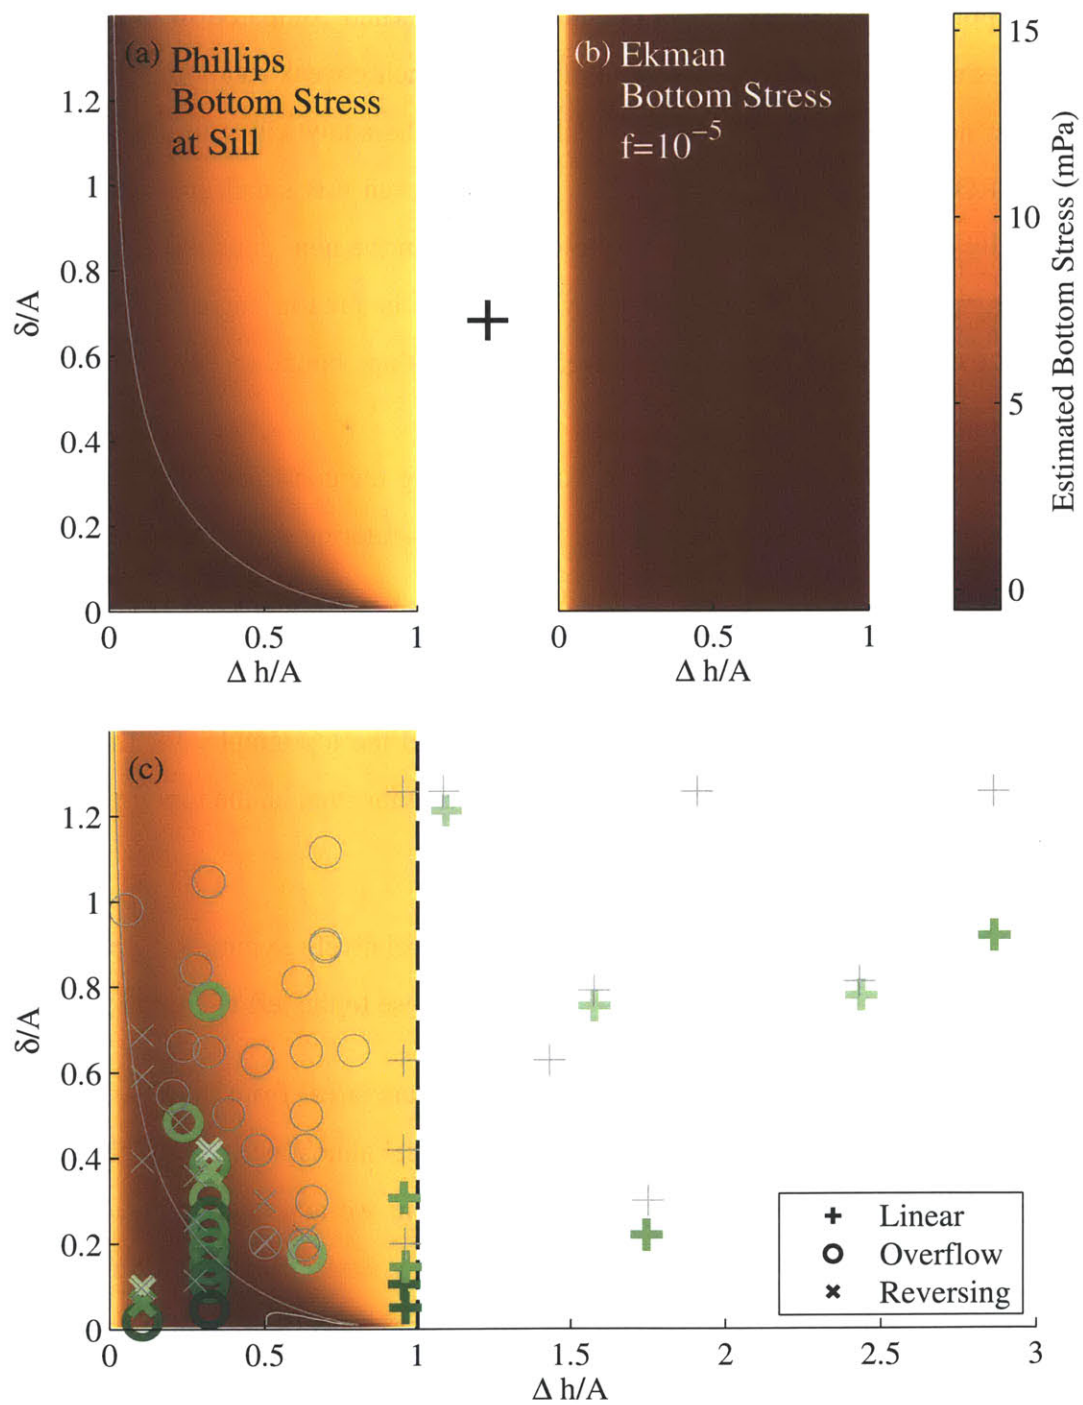 (a) Phillips
Bottom Stress
at Sill
(b) Ekman
Bottom Stress
f=10⁻⁵
δ/A
1.2
1
0.8
0.6
0.4
0.2
0
0
0.5
1
Δ h/A
+
0
0.5
1
Δ h/A
15
10
5
0
Estimated Bottom Stress (mPa)
(c)
δ/A
1.2
1
0.8
0.6
0.4
0.2
0
0
0.5
1
1.5
2
2.5
3
Δ h/A
Linear
Overflow
Reversing